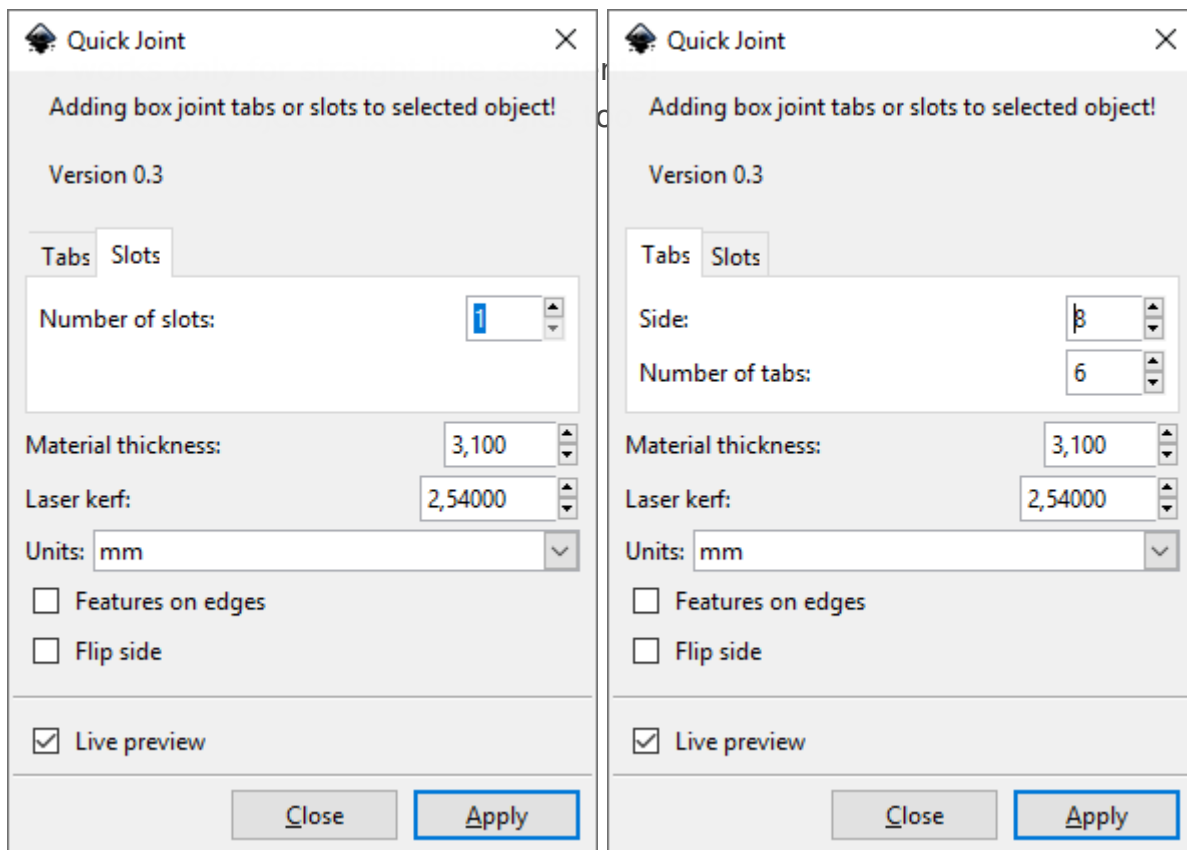 Quick Joint
Adding box joint tabs or slots to selected object!
Version 0.3
Tabs Slots
Number of slots: 1
Material thickness: 3,100
Laser kerf: 2,54000
Units: mm
Features on edges
Flip side
Live preview
Close Apply
Quick Joint
Adding box joint tabs or slots to selected object!
Version 0.3
Tabs Slots
Side: 8
Number of tabs: 6
Material thickness: 3,100
Laser kerf: 2,54000
Units: mm
Features on edges
Flip side
Live preview
Close Apply